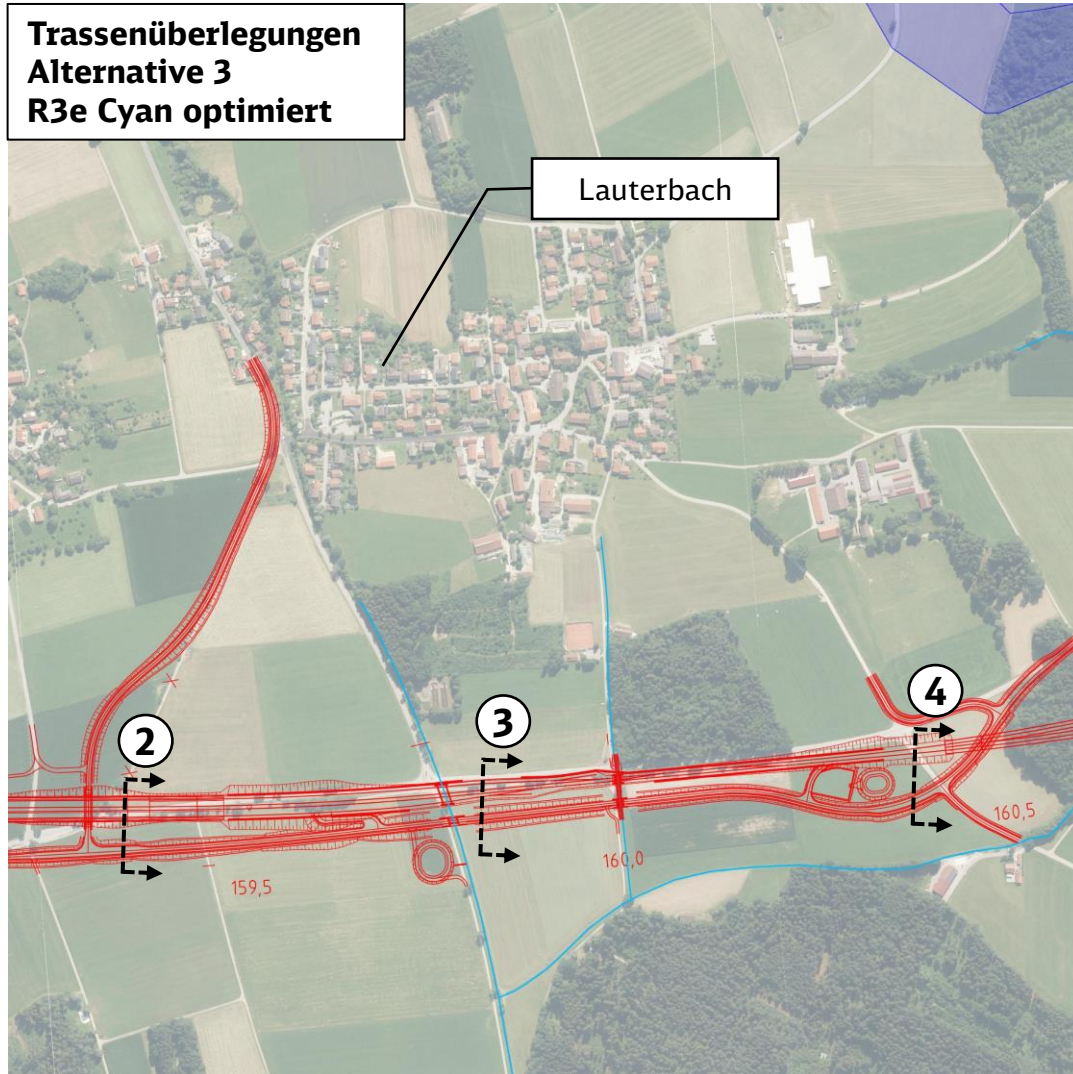 Trassenüberlegungen
Alternative 3
R3e Cyan optimiert
Lauterbach
2
3
4
159,5
160,0
160,5